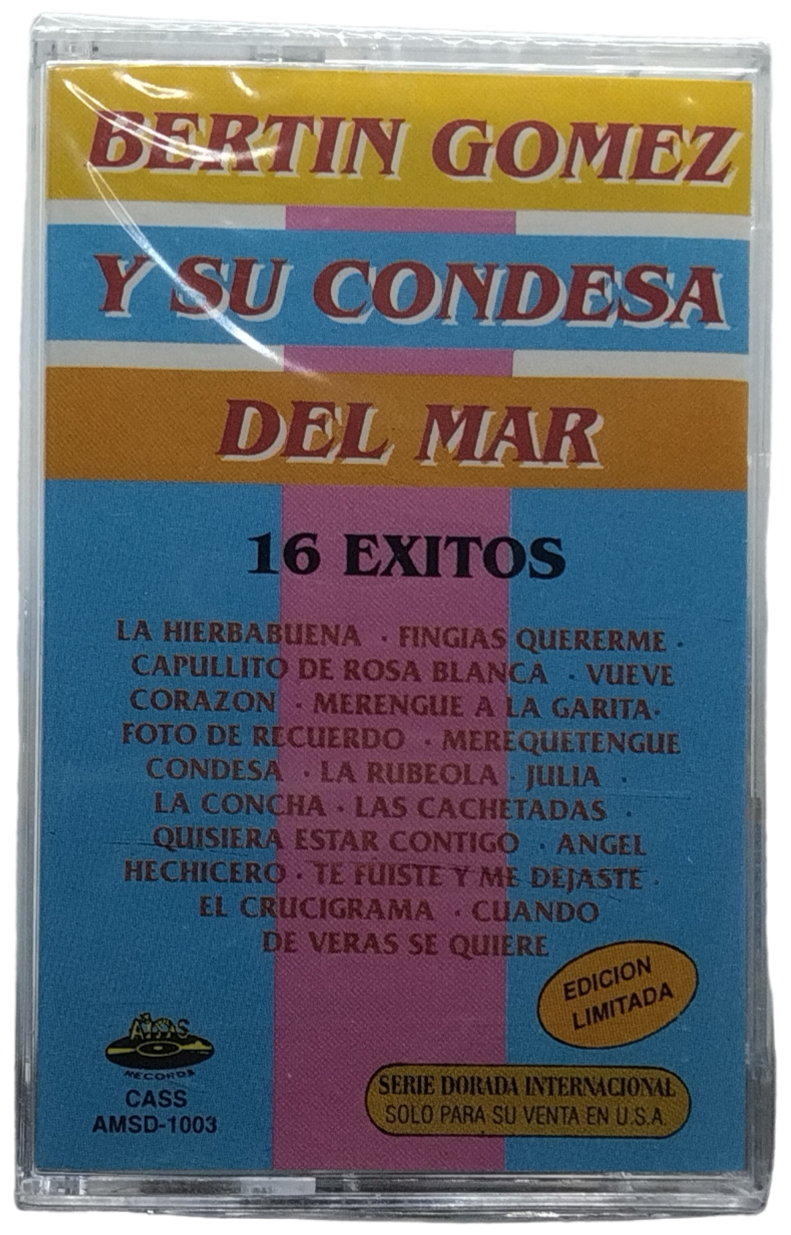 BERTIN GOMEZ
Y SU CONDESA
DEL MAR
16 EXITOS
LA HIERBABUENA · FINGIAS QUERERME ·
CAPULLITO DE ROSA BLANCA · VUEVE
CORAZON · MERENGUE A LA GARITA·
FOTO DE RECUERDO · MEREQUETENGUE
CONDESA · LA RUBEOLA · JULIA ·
LA CONCHA · LAS CACHETADAS ·
QUISIERA ESTAR CONTIGO · ANGEL
HECHICERO · TE FUISTE Y ME DEJASTE ·
EL CRUCIGRAMA · CUANDO
DE VERAS SE QUIERE
EDICION
LIMITADA
AMS
RECORDS
CASS
AMSD-1003
SERIE DORADA INTERNACIONAL
SOLO PARA SU VENTA EN U.S.A.